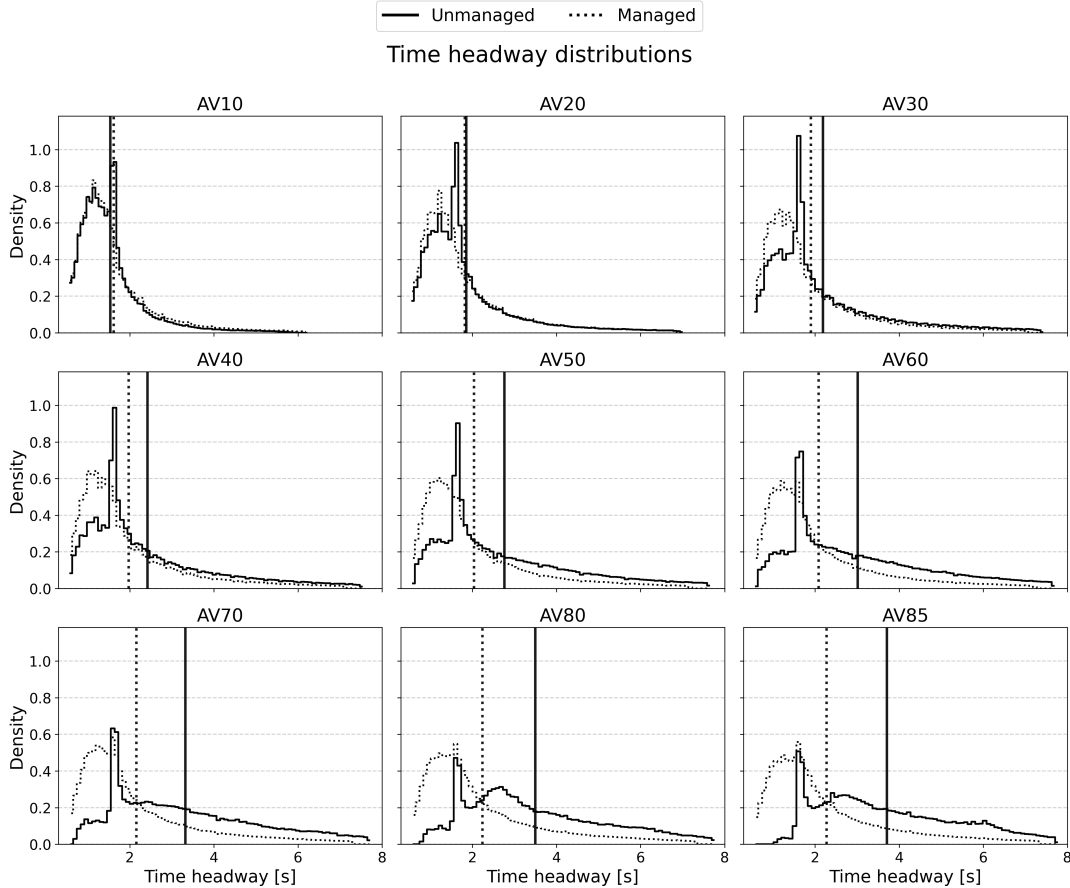 Unmanaged Managed
Time headway distributions
AV10 AV20 AV30
Density
1.0
0.8
0.6
0.4
0.2
0.0
AV40 AV50 AV60
Density
1.0
0.8
0.6
0.4
0.2
0.0
AV70 AV80 AV85
Density
1.0
0.8
0.6
0.4
0.2
0.0
2 4 6 8 2 4 6 8 2 4 6 8
Time headway [s] Time headway [s] Time headway [s]